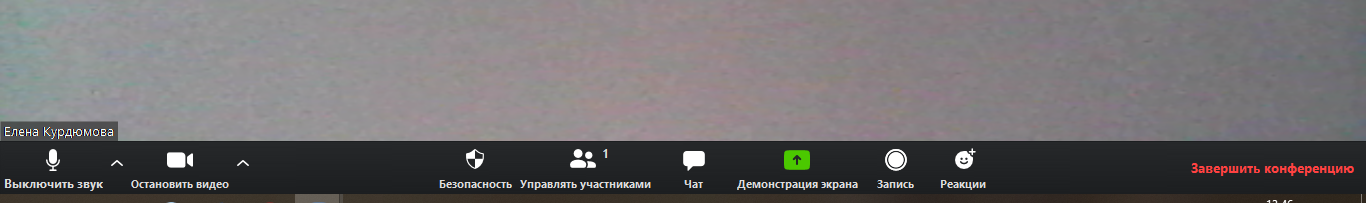 Елена Курдюмова
1
Выключить звук
Остановить видео
Безопасность
Управлять участниками
Чат
Демонстрация экрана
Запись
Реакции
Завершить конференцию